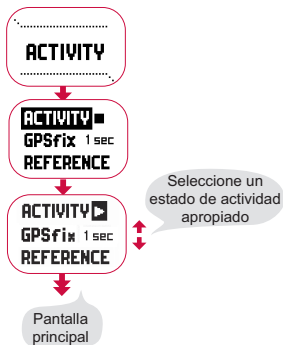 ACTIVITY
ACTIVITY
GPSfix 1 sec
REFERENCE
ACTIVITY
GPSfix 1 sec
REFERENCE
Seleccione un
estado de actividad
apropiado
Pantalla
principal